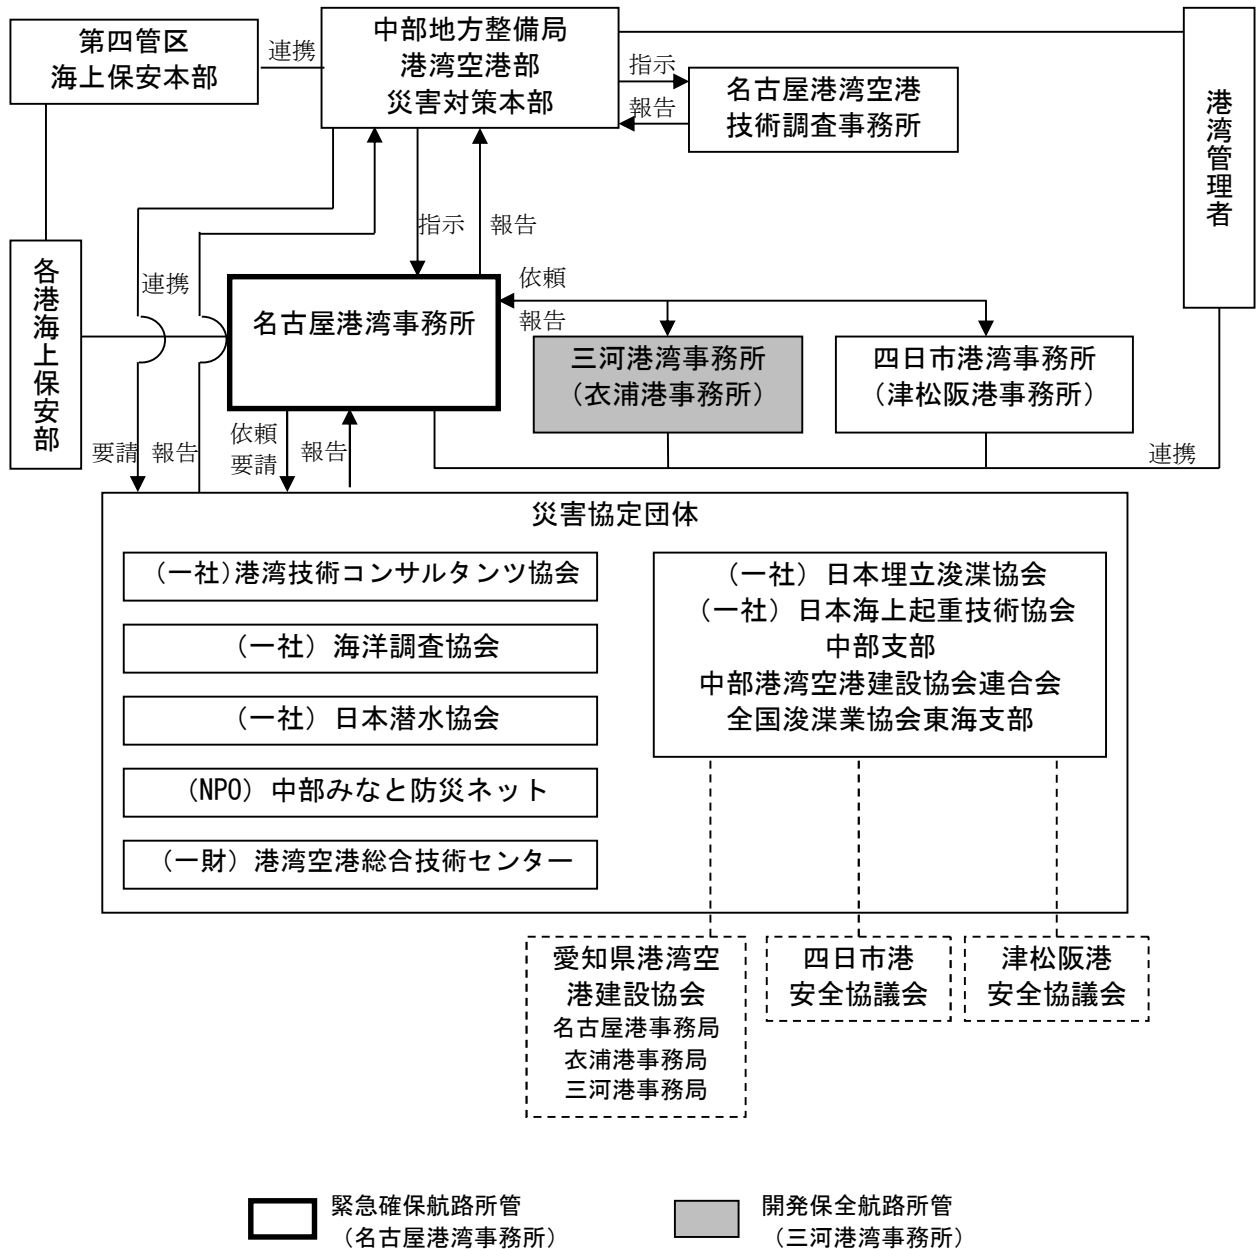 第四管区
海上保安本部
連携
中部地方整備局
港湾空港部
災害対策本部
指示
報告
名古屋港湾空港
技術調査事務所
港湾管理者
各港海上保安部
連携
指示
報告
名古屋港湾事務所
依頼
報告
三河港湾事務所
（衣浦港事務所）
四日市港湾事務所
（津松阪港事務所）
要請
報告
依頼
要請
報告
連携
災害協定団体
（一社）港湾技術コンサルタンツ協会
（一社）海洋調査協会
（一社）日本潜水協会
（NPO）中部みなと防災ネット
（一財）港湾空港総合技術センター
（一社）日本埋立浚渫協会
（一社）日本海上起重技術協会
中部支部
中部港湾空港建設協会連合会
全国浚渫業協会東海支部
愛知県港湾空
港建設協会
名古屋港事務局
衣浦港事務局
三河港事務局
四日市港
安全協議会
津松阪港
安全協議会
緊急確保航路所管
（名古屋港湾事務所）
開発保全航路所管
（三河港湾事務所）